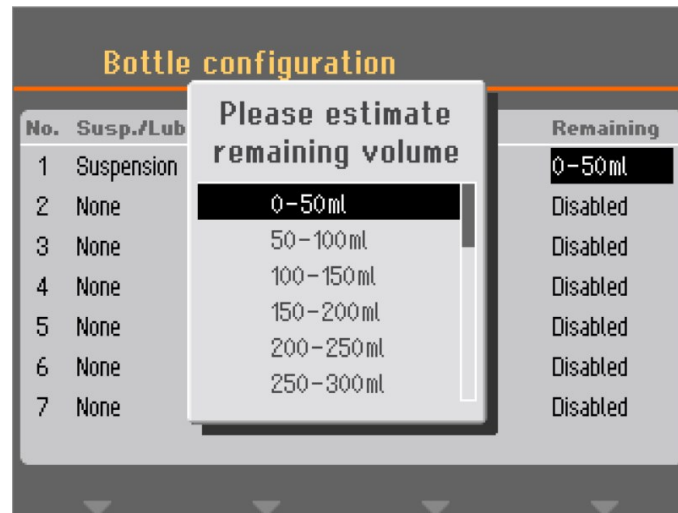 Bottle configuration
Please estimate
remaining volume
No. Susp./Lub Remaining
1 Suspension 0-50ml
2 None Disabled
3 None Disabled
4 None Disabled
5 None Disabled
6 None Disabled
7 None Disabled
0-50ml
50-100ml
100-150ml
150-200ml
200-250ml
250-300ml